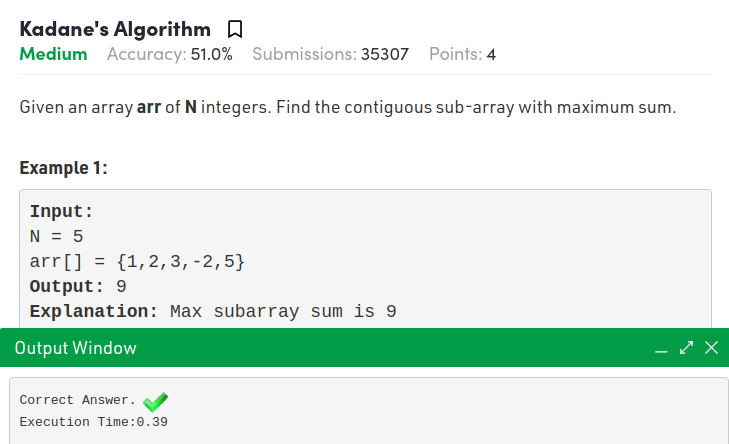 Kadane's Algorithm
Medium Accuracy: 51.0% Submissions: 35307 Points: 4
Given an array arr of N integers. Find the contiguous sub-array with maximum sum.
Example 1:
Input:
N = 5
arr[] = {1,2,3,-2,5}
Output: 9
Explanation: Max subarray sum is 9
Output Window
Correct Answer.
Execution Time:0.39